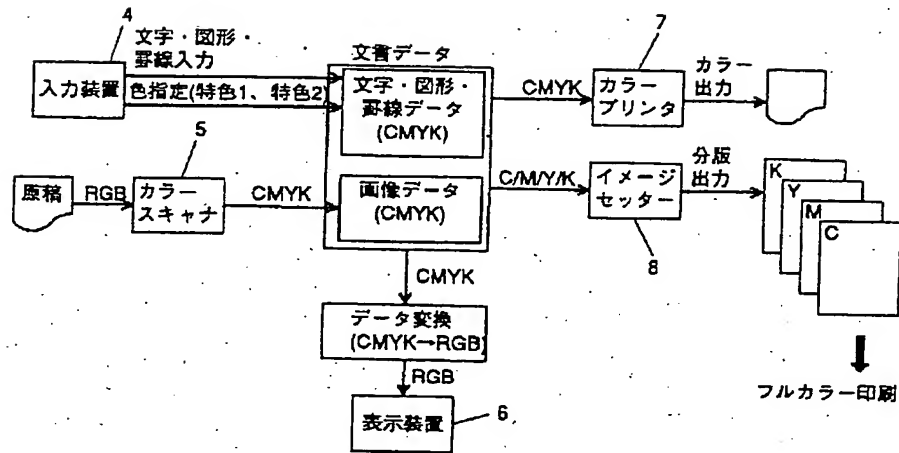 4
文字・図形・
罫線入力
入力装置
色指定(特色1、特色2)
文書データ
文字・図形・
罫線データ
(CMYK)
画像データ
(CMYK)
5
原稿
RGB
カラー
スキャナ
CMYK
CMYK
7
カラー
プリンタ
カラー
出力
C/M/Y/K
イメージ
セッター
8
分版
出力
K
Y
M
C
フルカラー印刷
CMYK
データ変換
(CMYK→RGB)
RGB
表示装置
6